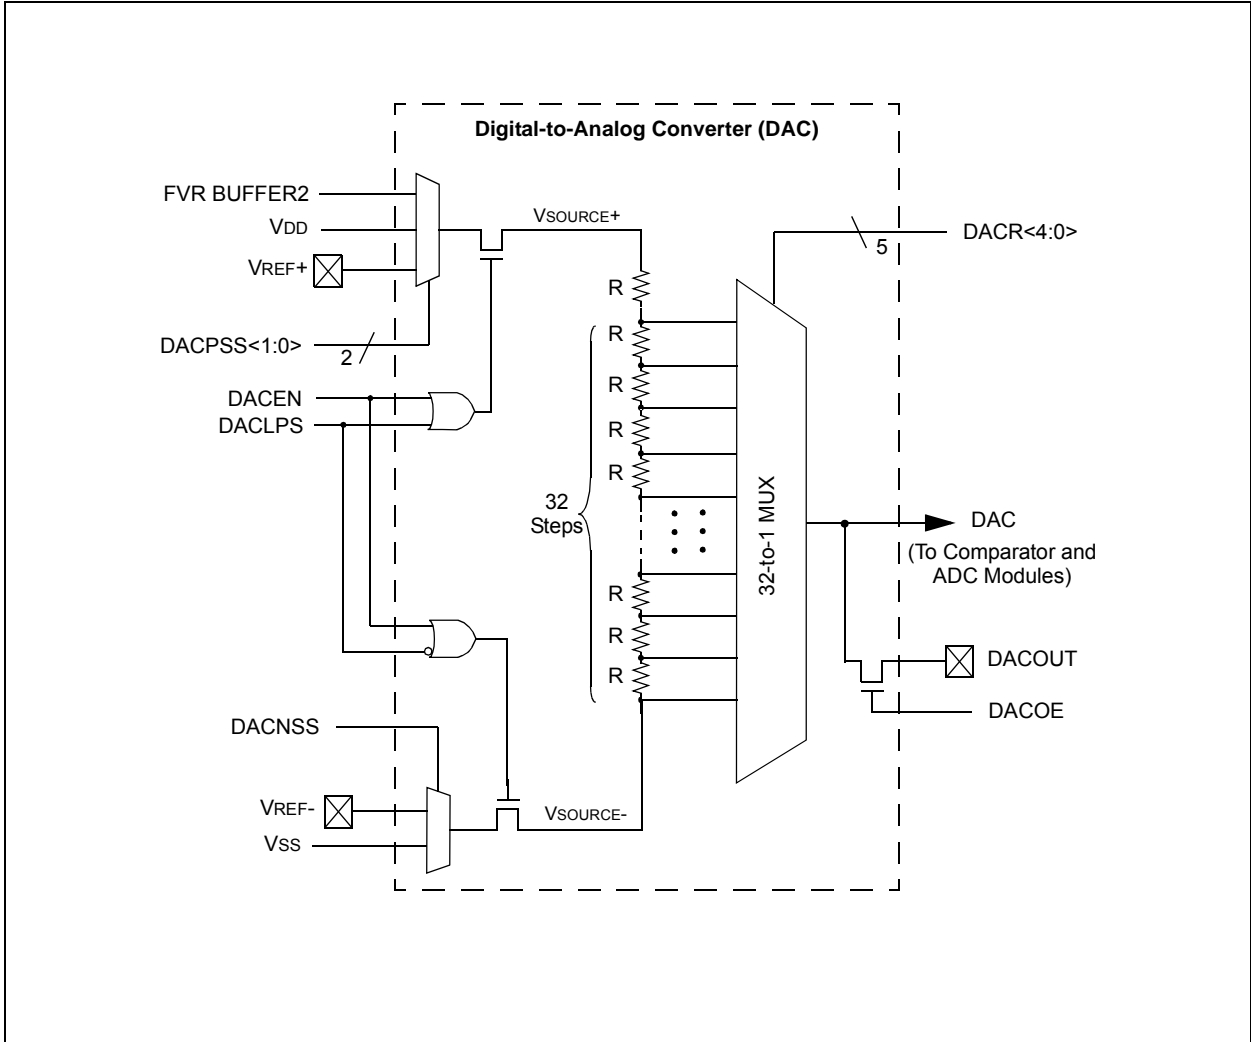 Digital-to-Analog Converter (DAC)
FVR BUFFER2
VDD
VREF+
DACPSS<1:0>
2
DACEN
DACLPS
VSOURCE+
DACR<4:0>
5
R
R
R
R
R
32
Steps
R
R
R
32-to-1 MUX
DAC
(To Comparator and
ADC Modules)
DACOUT
DACOE
DACNSS
VREF-
VSS
VSOURCE-